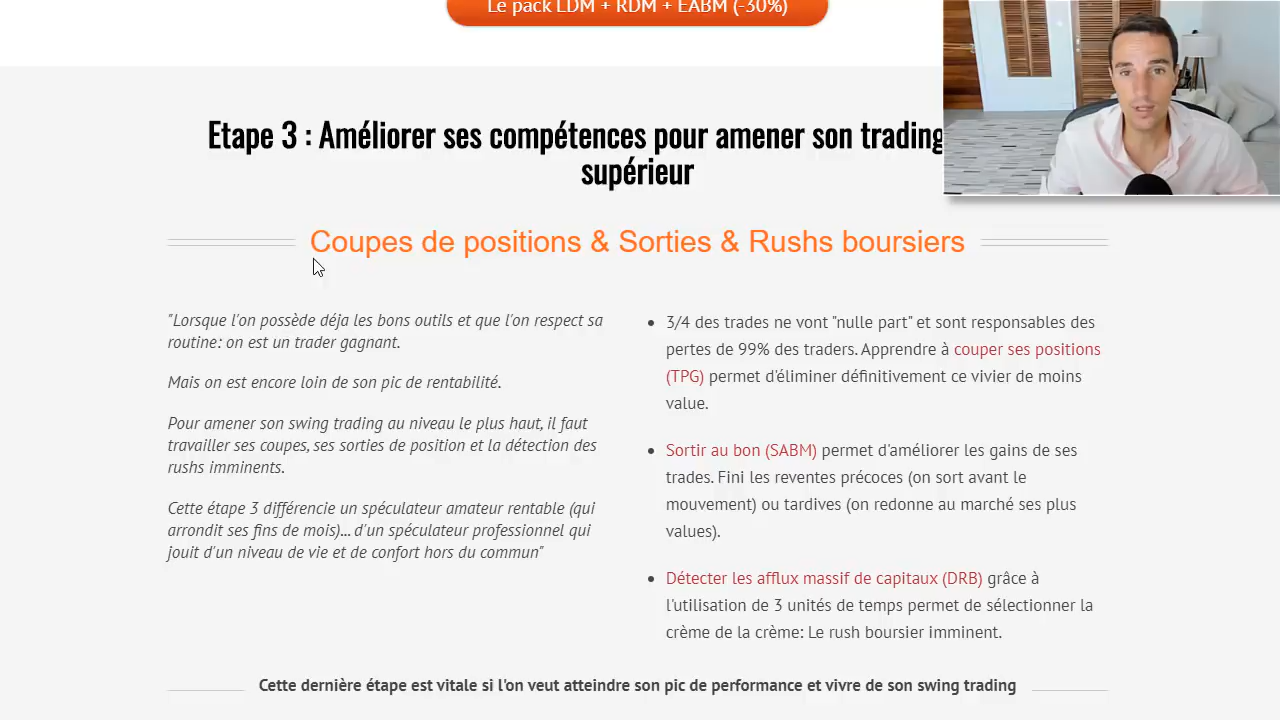 Le pack LDM + RDM + EABM (-30%)
Etape 3 : Améliorer ses compétences pour amener son trading
supérieur
Coupes de positions & Sorties & Rushs boursiers
"Lorsque l'on possède déja les bons outils et que l'on respect sa
routine: on est un trader gagnant.
Mais on est encore loin de son pic de rentabilité.
Pour amener son swing trading au niveau le plus haut, il faut
travailler ses coupes, ses sorties de position et la détection des
rushs imminents.
Cette étape 3 différencie un spéculateur amateur rentable (qui
arrondit ses fins de mois)... d'un spéculateur professionnel qui
jouit d'un niveau de vie et de confort hors du commun"
3/4 des trades ne vont "nulle part" et sont responsables des
pertes de 99% des traders. Apprendre à couper ses positions
(TPG) permet d'éliminer définitivement ce vivier de moins
value.
Sortir au bon (SABM) permet d'améliorer les gains de ses
trades. Fini les reventes précoces (on sort avant le
mouvement) ou tardives (on redonne au marché ses plus
values).
Détecter les afflux massif de capitaux (DRB) grâce à
l'utilisation de 3 unités de temps permet de sélectionner la
crème de la crème: Le rush boursier imminent.
Cette dernière étape est vitale si l'on veut atteindre son pic de performance et vivre de son swing trading